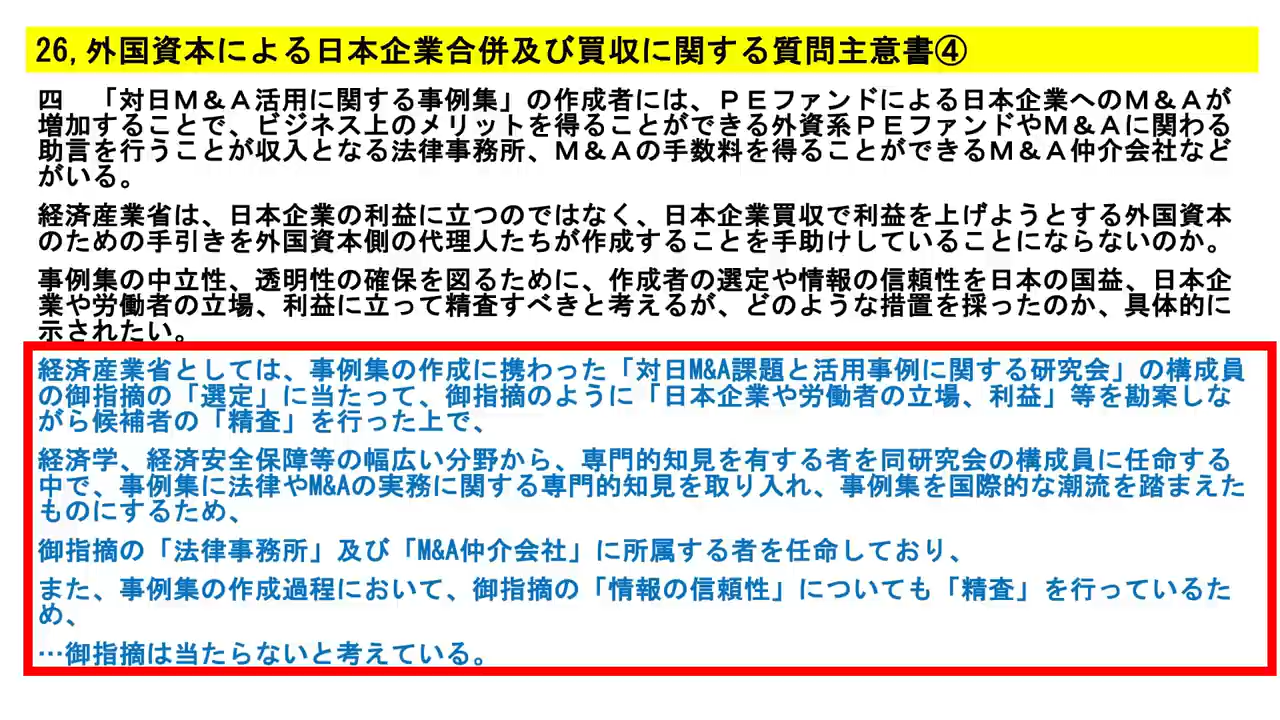 26,外国資本による日本企業合併及び買収に関する質問主意書④
四　「対日Ｍ＆Ａ活用に関する事例集」の作成者には、ＰＥファンドによる日本企業へのＭ＆Ａが
増加することで、ビジネス上のメリットを得ることができる外資系ＰＥファンドやＭ＆Ａに関わる
助言を行うことが収入となる法律事務所、Ｍ＆Ａの手数料を得ることができるＭ＆Ａ仲介会社など
がいる。
経済産業省は、日本企業の利益に立つのではなく、日本企業買収で利益を上げようとする外国資本
のための手引きを外国資本側の代理人たちが作成することを手助けしていることにならないのか。
事例集の中立性、透明性の確保を図るために、作成者の選定や情報の信頼性を日本の国益、日本企
業や労働者の立場、利益に立って精査すべきと考えるが、どのような措置を採ったのか、具体的に
示されたい。
経済産業省としては、事例集の作成に携わった「対日M&A課題と活用事例に関する研究会」の構成員
の御指摘の「選定」に当たって、御指摘のように「日本企業や労働者の立場、利益」等を勘案しな
がら候補者の「精査」を行った上で、
経済学、経済安全保障等の幅広い分野から、専門的知見を有する者を同研究会の構成員に任命する
中で、事例集に法律やM&Aの実務に関する専門的知見を取り入れ、事例集を国際的な潮流を踏まえた
ものにするため、
御指摘の「法律事務所」及び「M&A仲介会社」に所属する者を任命しており、
また、事例集の作成過程において、御指摘の「情報の信頼性」についても「精査」を行っているた
め、
…御指摘は当たらないと考えている。